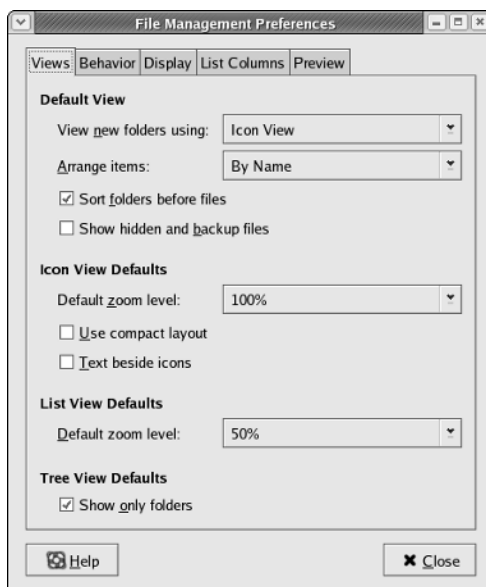 File Management Preferences
Views Behavior Display List Columns Preview
Default View
View new folders using: Icon View
Arrange items: By Name
Sort folders before files
Show hidden and backup files
Icon View Defaults
Default zoom level: 100%
Use compact layout
Text beside icons
List View Defaults
Default zoom level: 50%
Tree View Defaults
Show only folders
Help Close